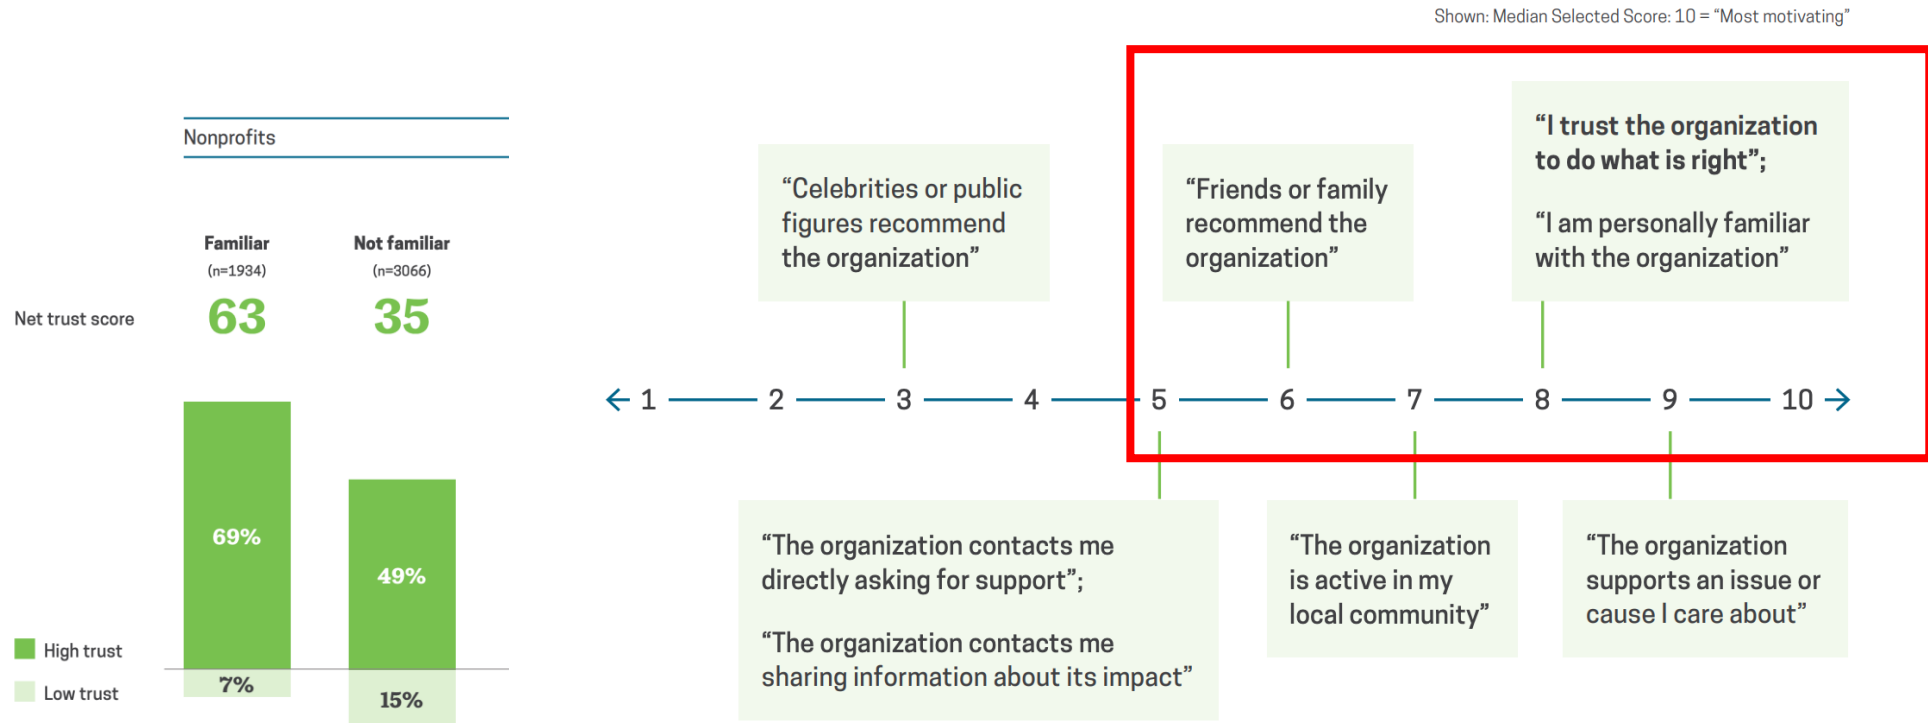 Shown: Median Selected Score: 10 = “Most motivating”
Nonprofits
Familiar
(n=1934)
Not familiar
(n=3066)
Net trust score
63
35
69%
49%
7%
15%
High trust
Low trust
“Celebrities or public
figures recommend
the organization”
“Friends or family
recommend the
organization”
“I trust the organization
to do what is right”;
“I am personally familiar
with the organization”
1
2
3
4
5
6
7
8
9
10
“The organization contacts me
directly asking for support”;
“The organization contacts me
sharing information about its impact”
“The organization
is active in my
local community”
“The organization
supports an issue or
cause I care about”